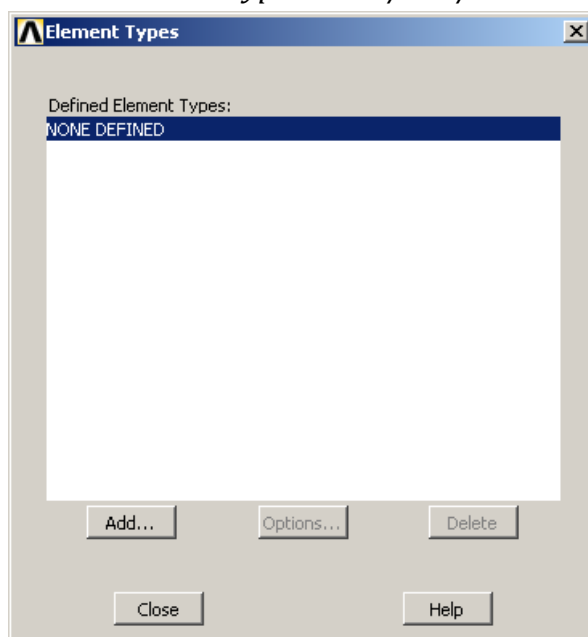 Element Types
Defined Element Types:
NONE DEFINED
Add... Options... Delete
Close Help